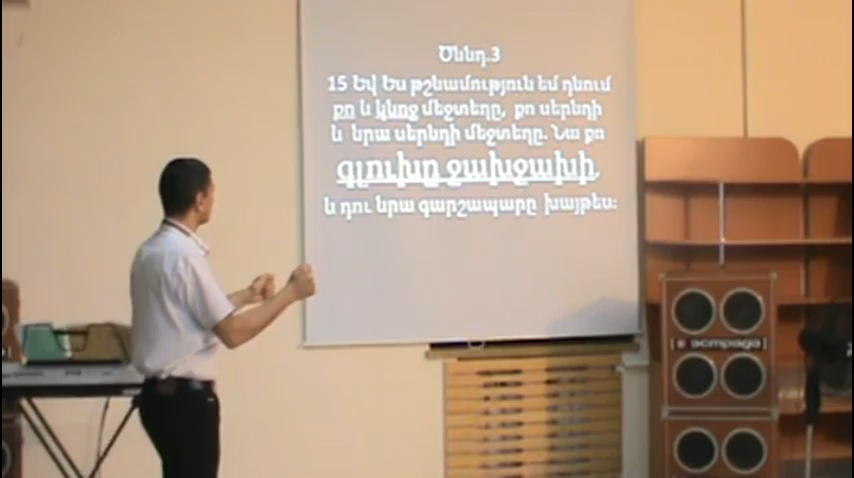 Ծննդ.3
15 Եվ Ես թշնամություն եմ դնում
քո և կնոջ մեջտեղը, քո սերնդի
և նրա սերնդի մեջտեղը. Նա քո
գլուխը ջախջախի,
և դու նրա գարշապարը խայթես:
эстрада